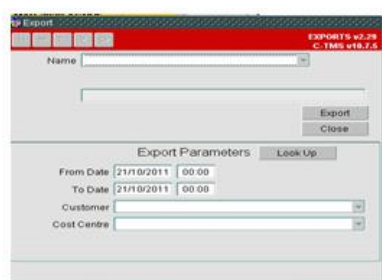 Export
EXPORTS v2.29
C-TMS v10.7.5
Name
Export
Close
Export Parameters Look Up
From Date 21/10/2011 00:00
To Date 21/10/2011 00:00
Customer
Cost Centre